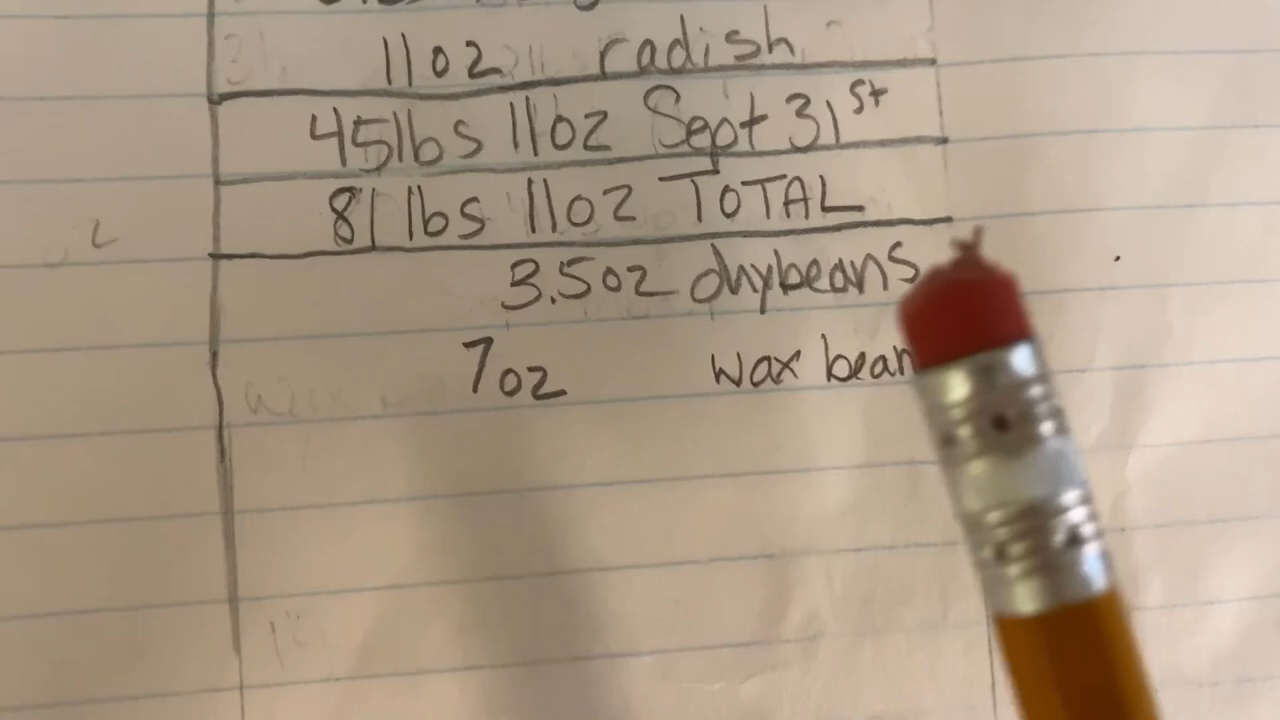 11oz radish
45lbs 11oz Sept 31st
81 lbs 11oz TOTAL
3.5oz drybeans
7oz wax bean